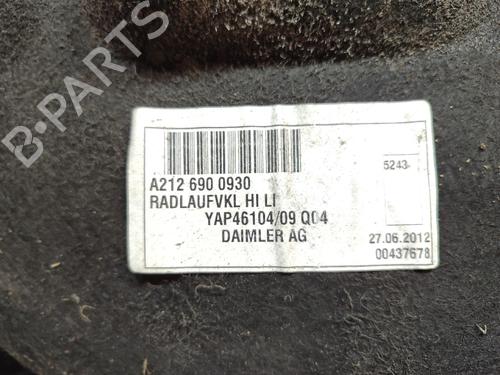 B-PARTS
A212 690 0930
RADLAUFVKL HI LI
YAP46104/09 Q04
DAIMLER AG
5243
27.06.2012
00437678